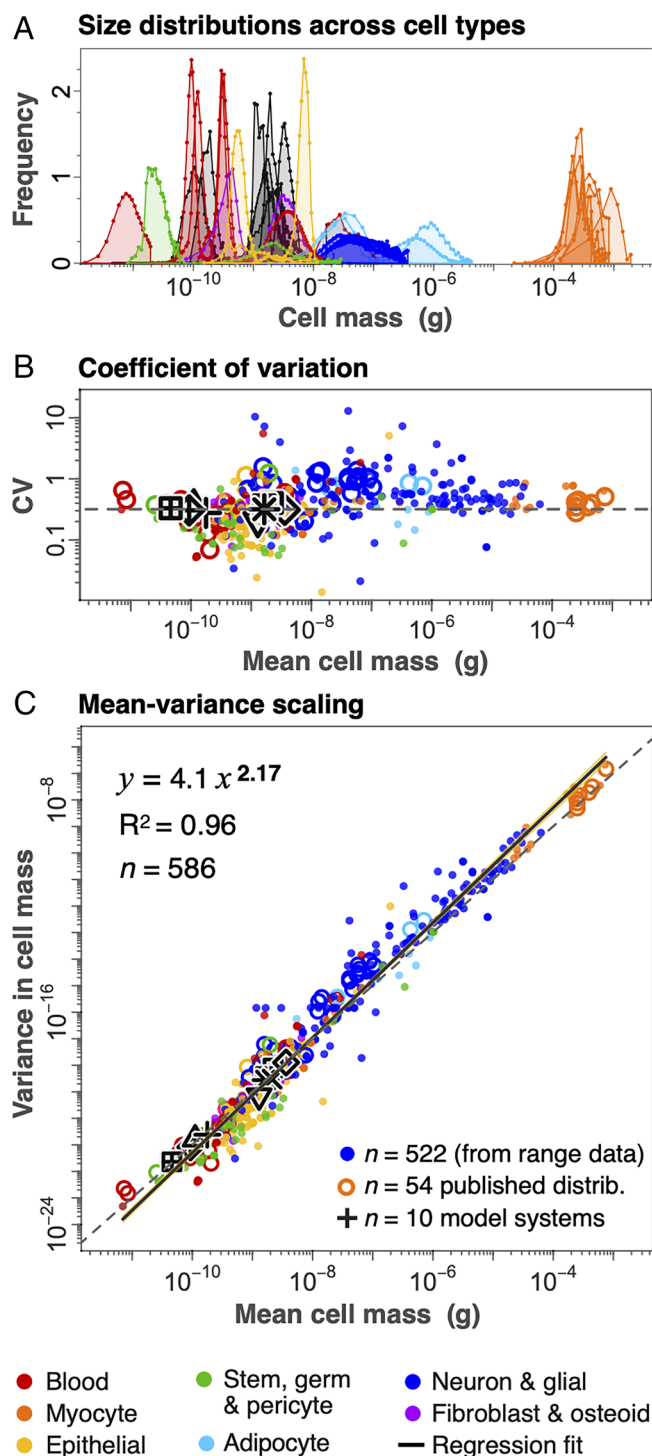 A Size distributions across cell types
Frequency
2
1
0
10⁻¹⁰ 10⁻⁸ 10⁻⁶ 10⁻⁴
Cell mass (g)
B Coefficient of variation
CV
10
1
0.1
10⁻¹⁰ 10⁻⁸ 10⁻⁶ 10⁻⁴
Mean cell mass (g)
C Mean-variance scaling
y = 4.1 x^2.17
R² = 0.96
n = 586
Variance in cell mass
10⁻⁸
10⁻¹⁶
10⁻²⁴
n = 522 (from range data)
n = 54 published distrib.
n = 10 model systems
10⁻¹⁰ 10⁻⁸ 10⁻⁶ 10⁻⁴
Mean cell mass (g)
Blood
Myocyte
Epithelial
Stem, germ
& pericyte
Adipocyte
Neuron & glial
Fibroblast & osteoid
Regression fit